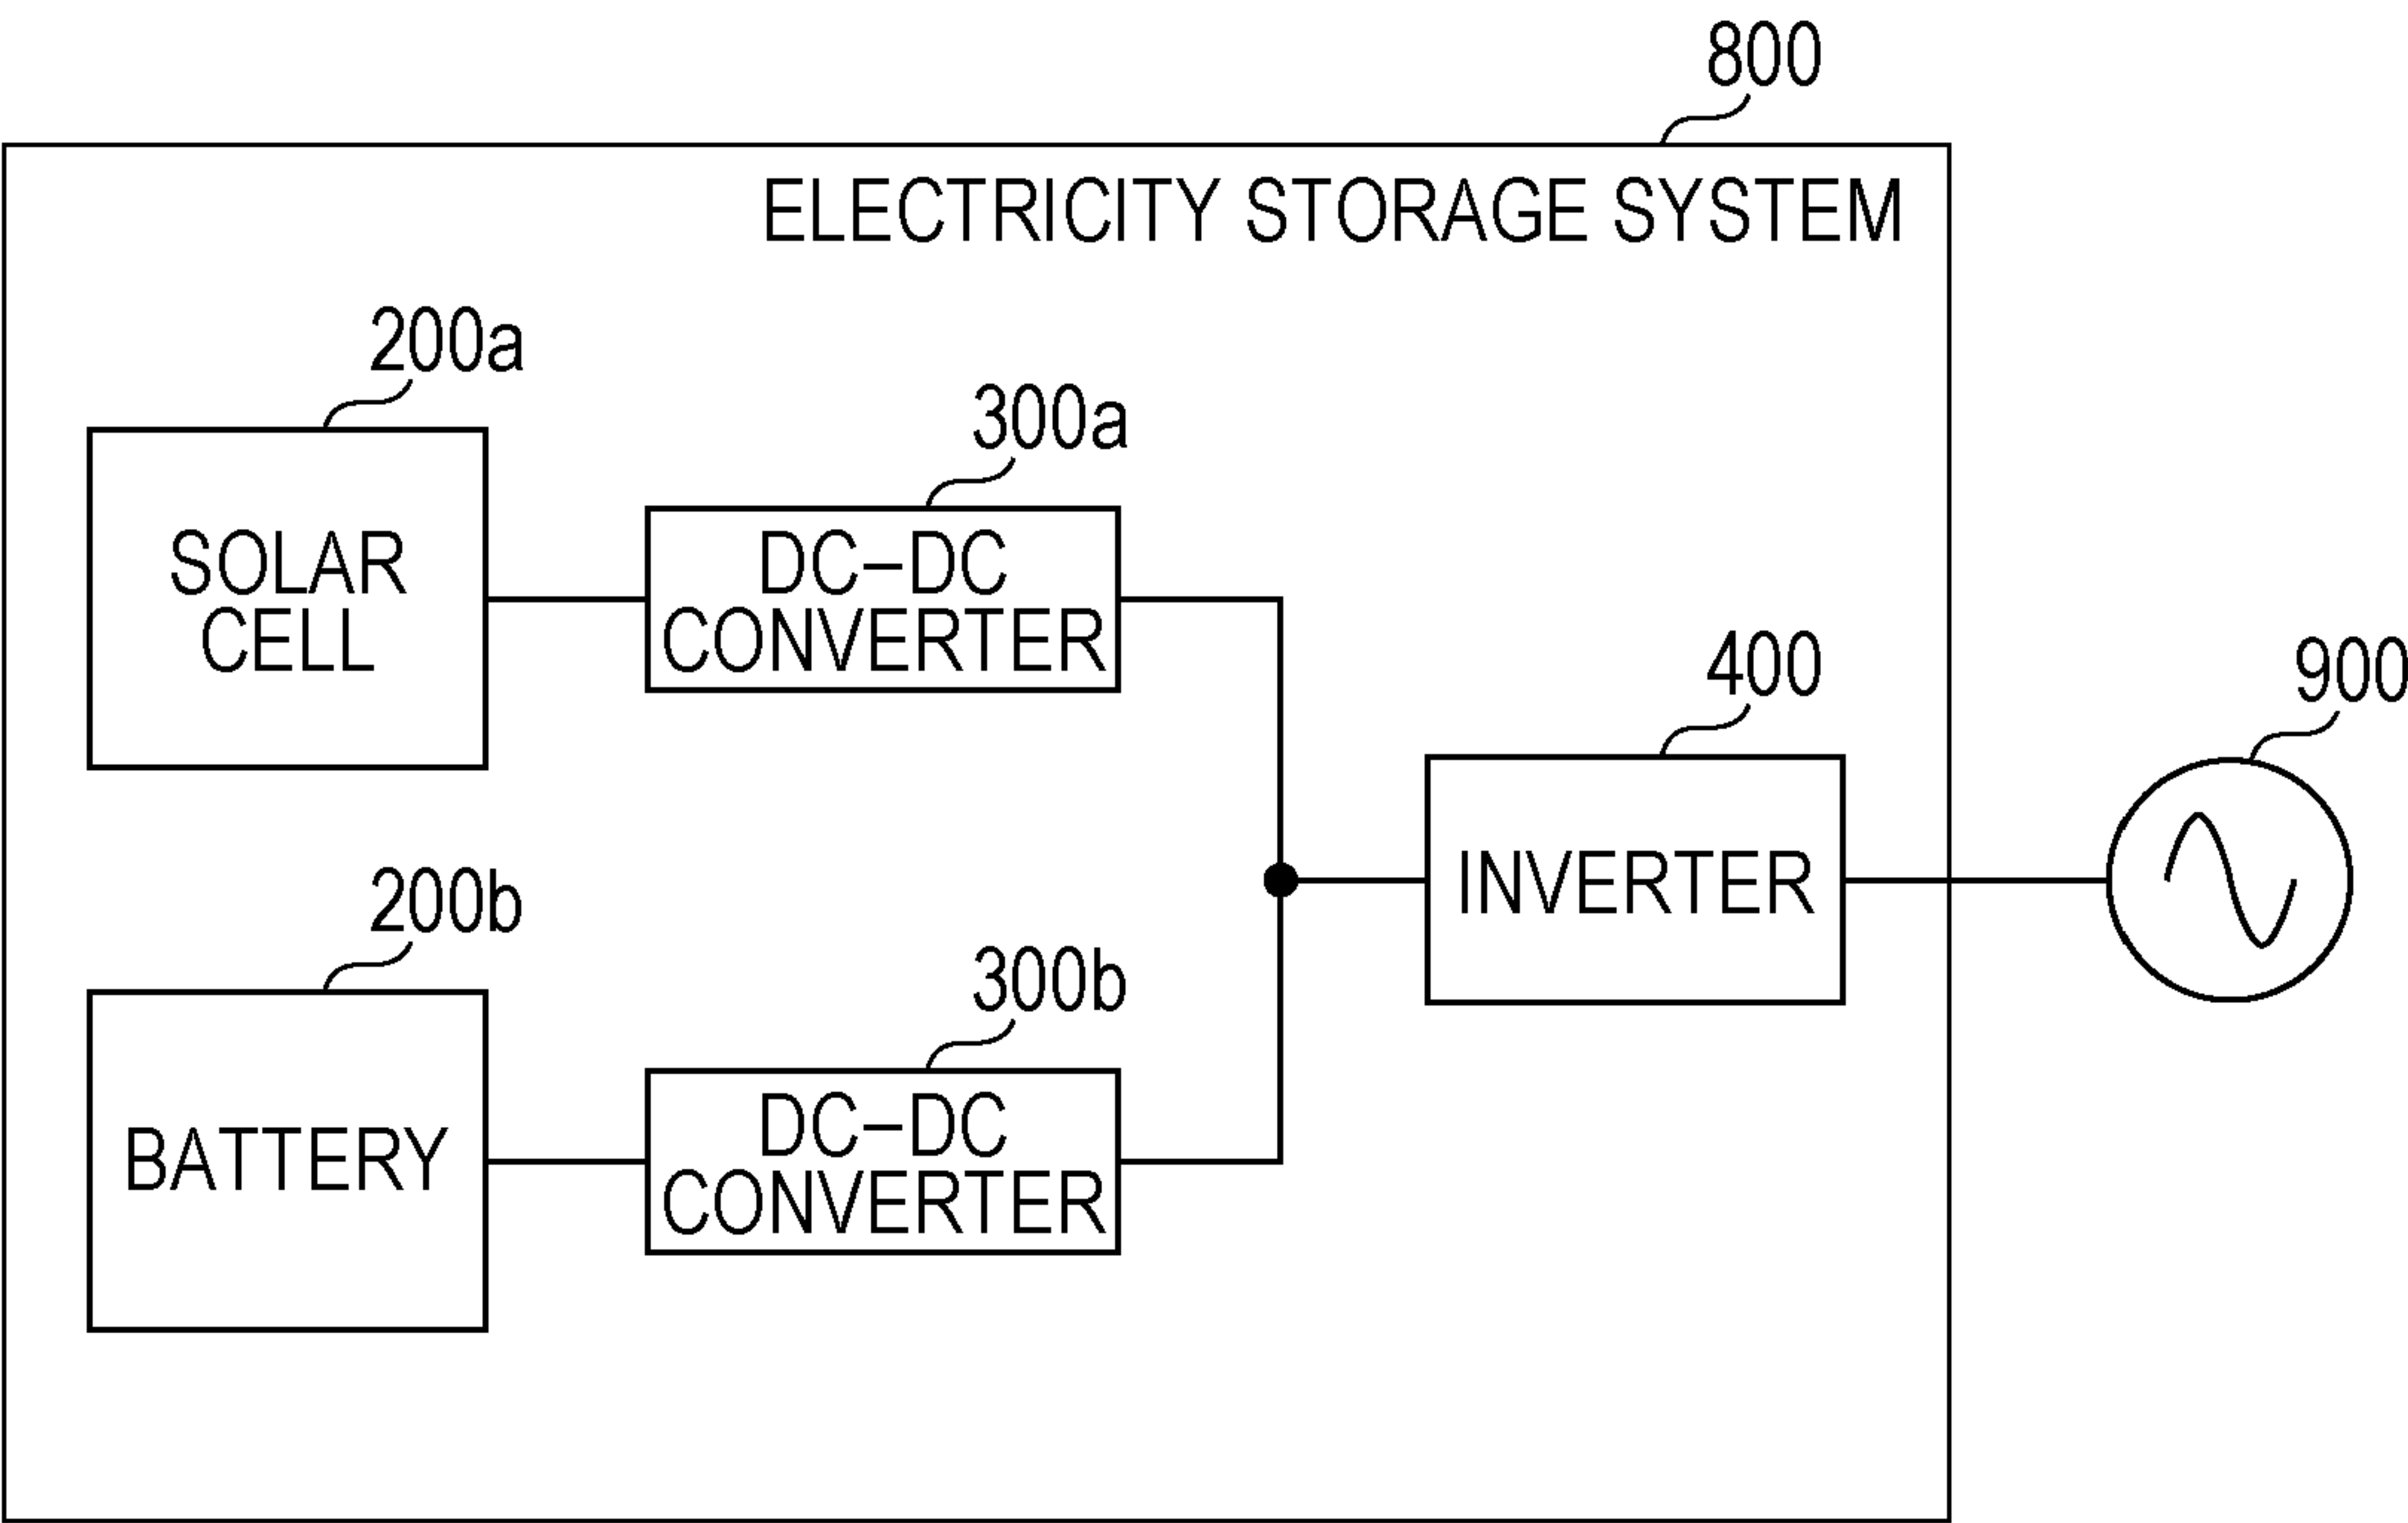 800
ELECTRICITY STORAGE SYSTEM
200a
300a
SOLAR
CELL
DC–DC
CONVERTER
400
900
INVERTER
200b
300b
BATTERY
DC–DC
CONVERTER